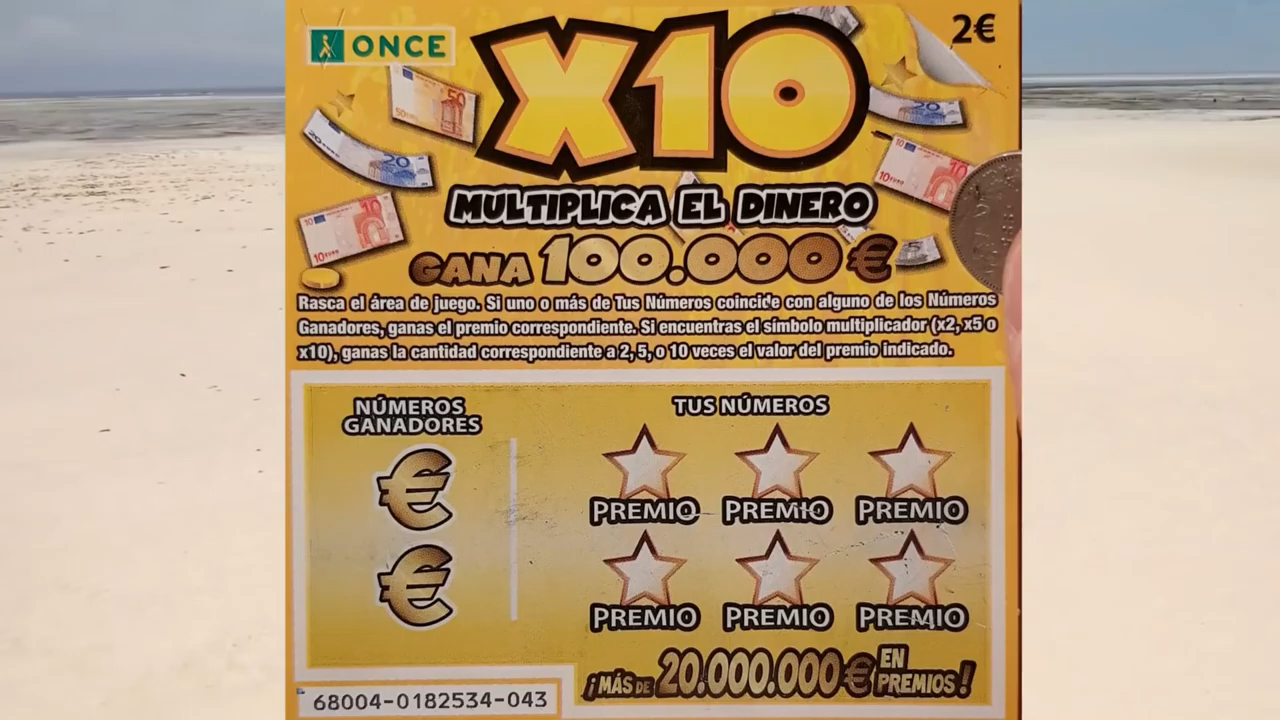 ONCE
2€
X10
MULTIPLICA EL DINERO
GANA 100.000 €
Rasca el área de juego. Si uno o más de Tus Números coincide con alguno de los Números
Ganadores, ganas el premio correspondiente. Si encuentras el símbolo multiplicador (x2, x5 o
x10), ganas la cantidad correspondiente a 2, 5, o 10 veces el valor del premio indicado.
NÚMEROS
GANADORES
€
€
TUS NÚMEROS
PREMIO PREMIO PREMIO
PREMIO PREMIO PREMIO
¡MÁS DE 20.000.000 € EN PREMIOS!
68004-0182534-043